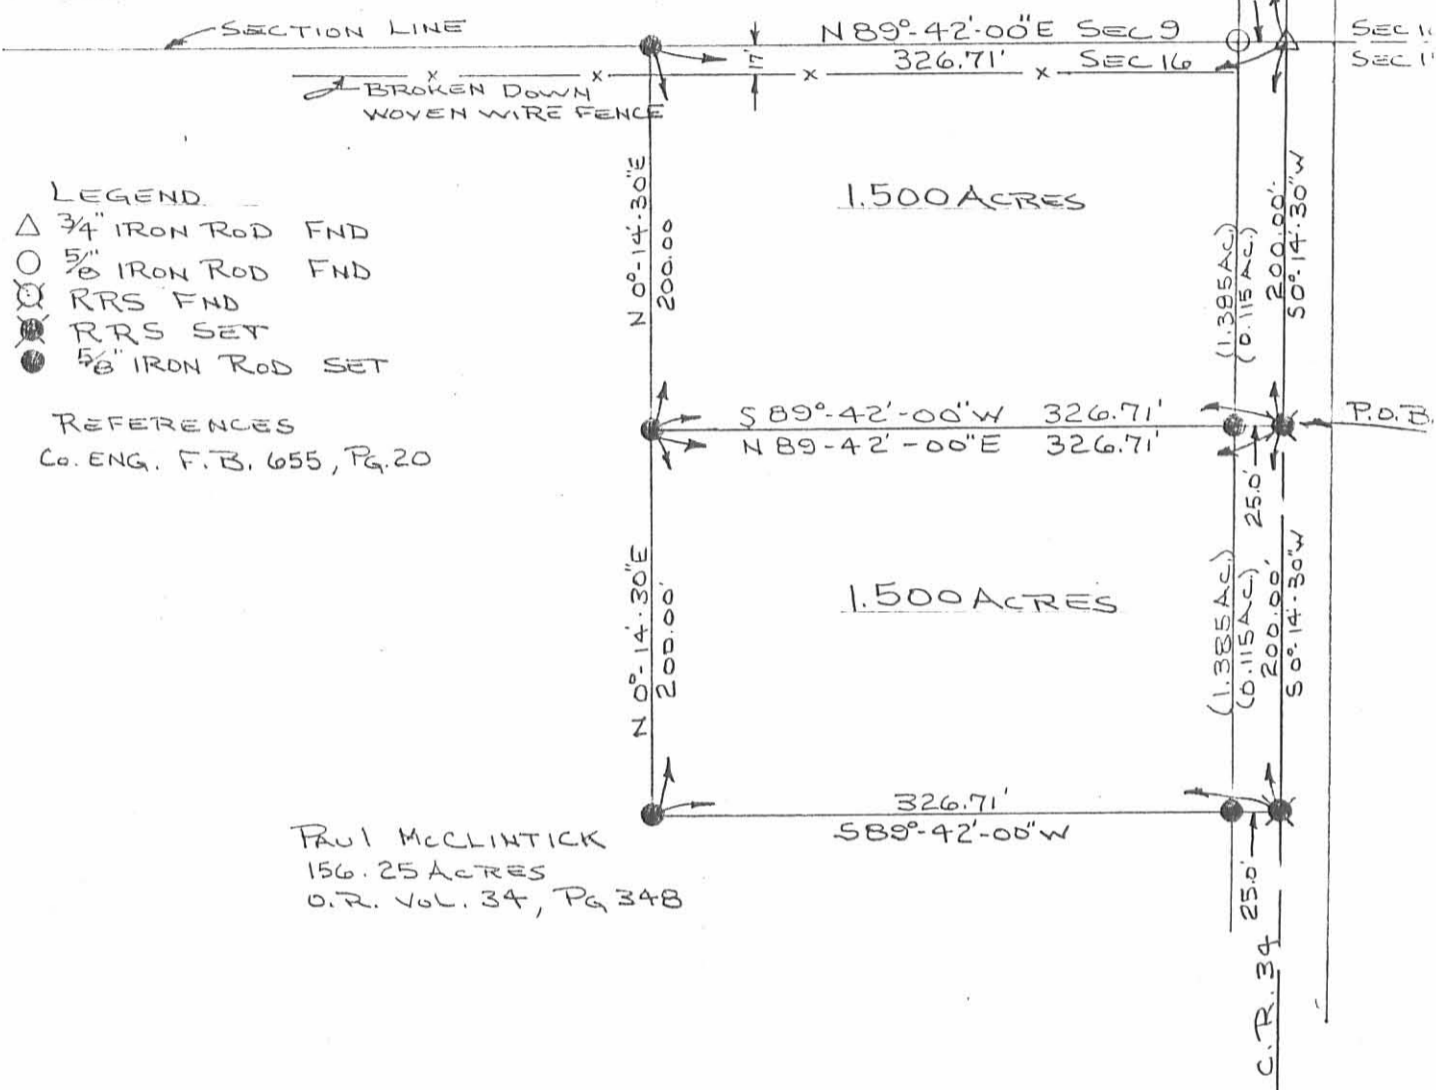 SECTION LINE
N 89°-42'-00"E SEC 9
326.71' SEC 16
17'
SEC
SEC
BROKEN DOWN
WOVEN WIRE FENCE
LEGEND
△ 3/4" IRON ROD FND
○ 5/8" IRON ROD FND
RRS FND
RRS SET
● 5/8" IRON ROD SET
REFERENCES
CO. ENG. F.B. 655, PG. 20
N 0°-14'-30"E
200.00
1.500 ACRES
(1.385 AC.)
(0.115 AC.)
200.00'
S 0°-14'-30"W
S 89°-42'-00"W 326.71'
N 89-42'-00"E 326.71'
P.O.B.
25.0'
N 0°-14'-30"E
200.00'
1.500 ACRES
(1.385 AC.)
(0.115 AC.)
200.00'
S 0°-14'-30"W
326.71'
S 89°-42'-00"W
25.0'
C.R. 34
PAUL McCLINTICK
156.25 ACRES
O.R. VOL. 34, PG 348